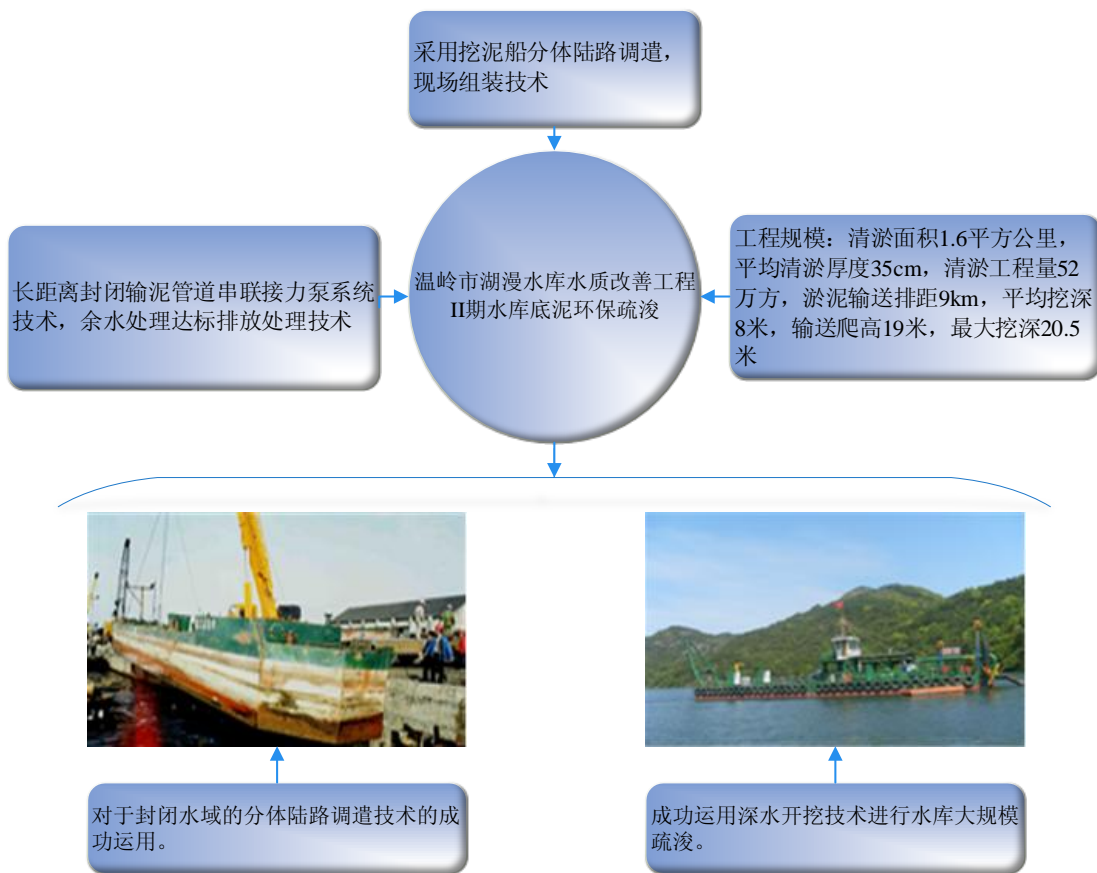 采用挖泥船分体陆路调遣，
现场组装技术
长距离封闭输泥管道串联接力泵系统
技术，余水处理达标排放处理技术
温岭市湖漫水库水质改善工程
II期水库底泥环保疏浚
工程规模：清淤面积1.6平方公里，
平均清淤厚度35cm，清淤工程量52
万方，淤泥输送排距9km，平均挖深
8米，输送爬高19米，最大挖深20.5
米
对于封闭水域的分体陆路调遣技术的成
功运用。
成功运用深水开挖技术进行水库大规模
疏浚。